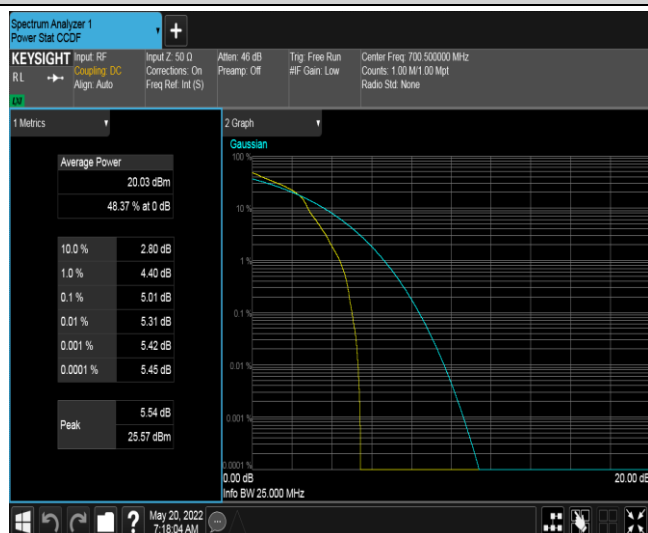 Spectrum Analyzer 1
Power Stat CCDF
+
KEYSIGHT
RL
Input: RF
Coupling: DC
Align: Auto
Input Z: 50 Ω
Corrections: On
Freq Ref: Int (S)
Atten: 46 dB
Preamp: Off
Trig: Free Run
#IF Gain: Low
Center Freq: 700.500000 MHz
Counts: 1.00 M/1.00 Mpt
Radio Std: None
1 Metrics
Average Power
20.03 dBm
48.37 % at 0 dB
10.0 % 2.80 dB
1.0 % 4.40 dB
0.1 % 5.01 dB
0.01 % 5.31 dB
0.001 % 5.42 dB
0.0001 % 5.45 dB
Peak
5.54 dB
25.57 dBm
2 Graph
Gaussian
100 %
10 %
1 %
0.1 %
0.01 %
0.001 %
0.0001 %
0.00 dB
20.00 dB
Info BW 25.000 MHz
?
May 20, 2022
7:18:04 AM